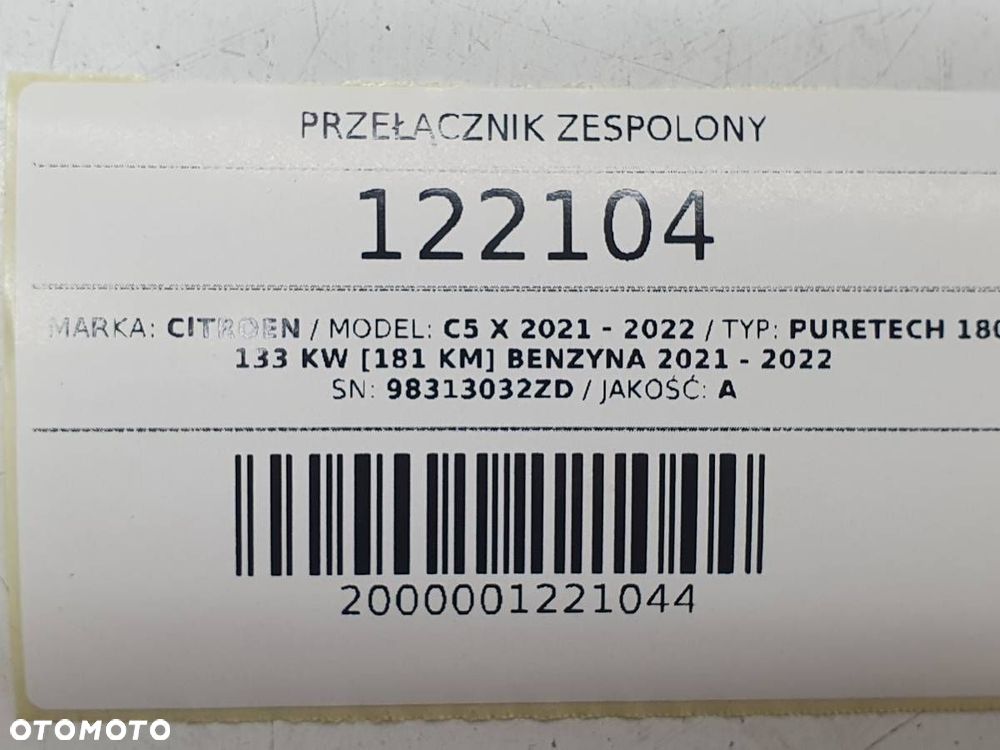 PRZEŁĄCZNIK ZESPOLONY
122104
MARKA: CITROEN / MODEL: C5 X 2021 - 2022 / TYP: PURETECH 180
133 KW [181 KM] BENZYNA 2021 - 2022
SN: 98313032ZD / JAKOŚĆ: A
2000001221044
OTOMOTO